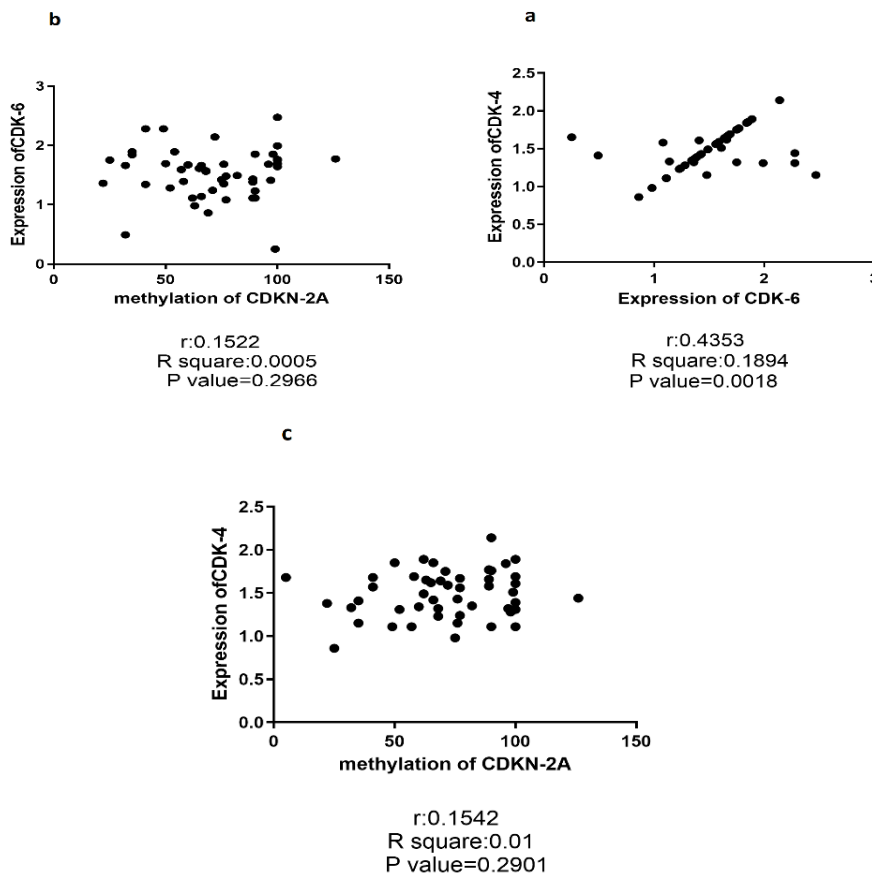 b
Expression ofCDK-6
3
2
1
0
0 50 100 150
methylation of CDKN-2A
r:0.1522
R square:0.0005
P value=0.2966
a
Expression of CDK-4
2.5
2.0
1.5
1.0
0.5
0.0
0 1 2 3
Expression of CDK-6
r:0.4353
R square:0.1894
P value=0.0018
c
Expression ofCDK-4
2.5
2.0
1.5
1.0
0.5
0.0
0 50 100 150
methylation of CDKN-2A
r:0.1542
R square:0.01
P value=0.2901